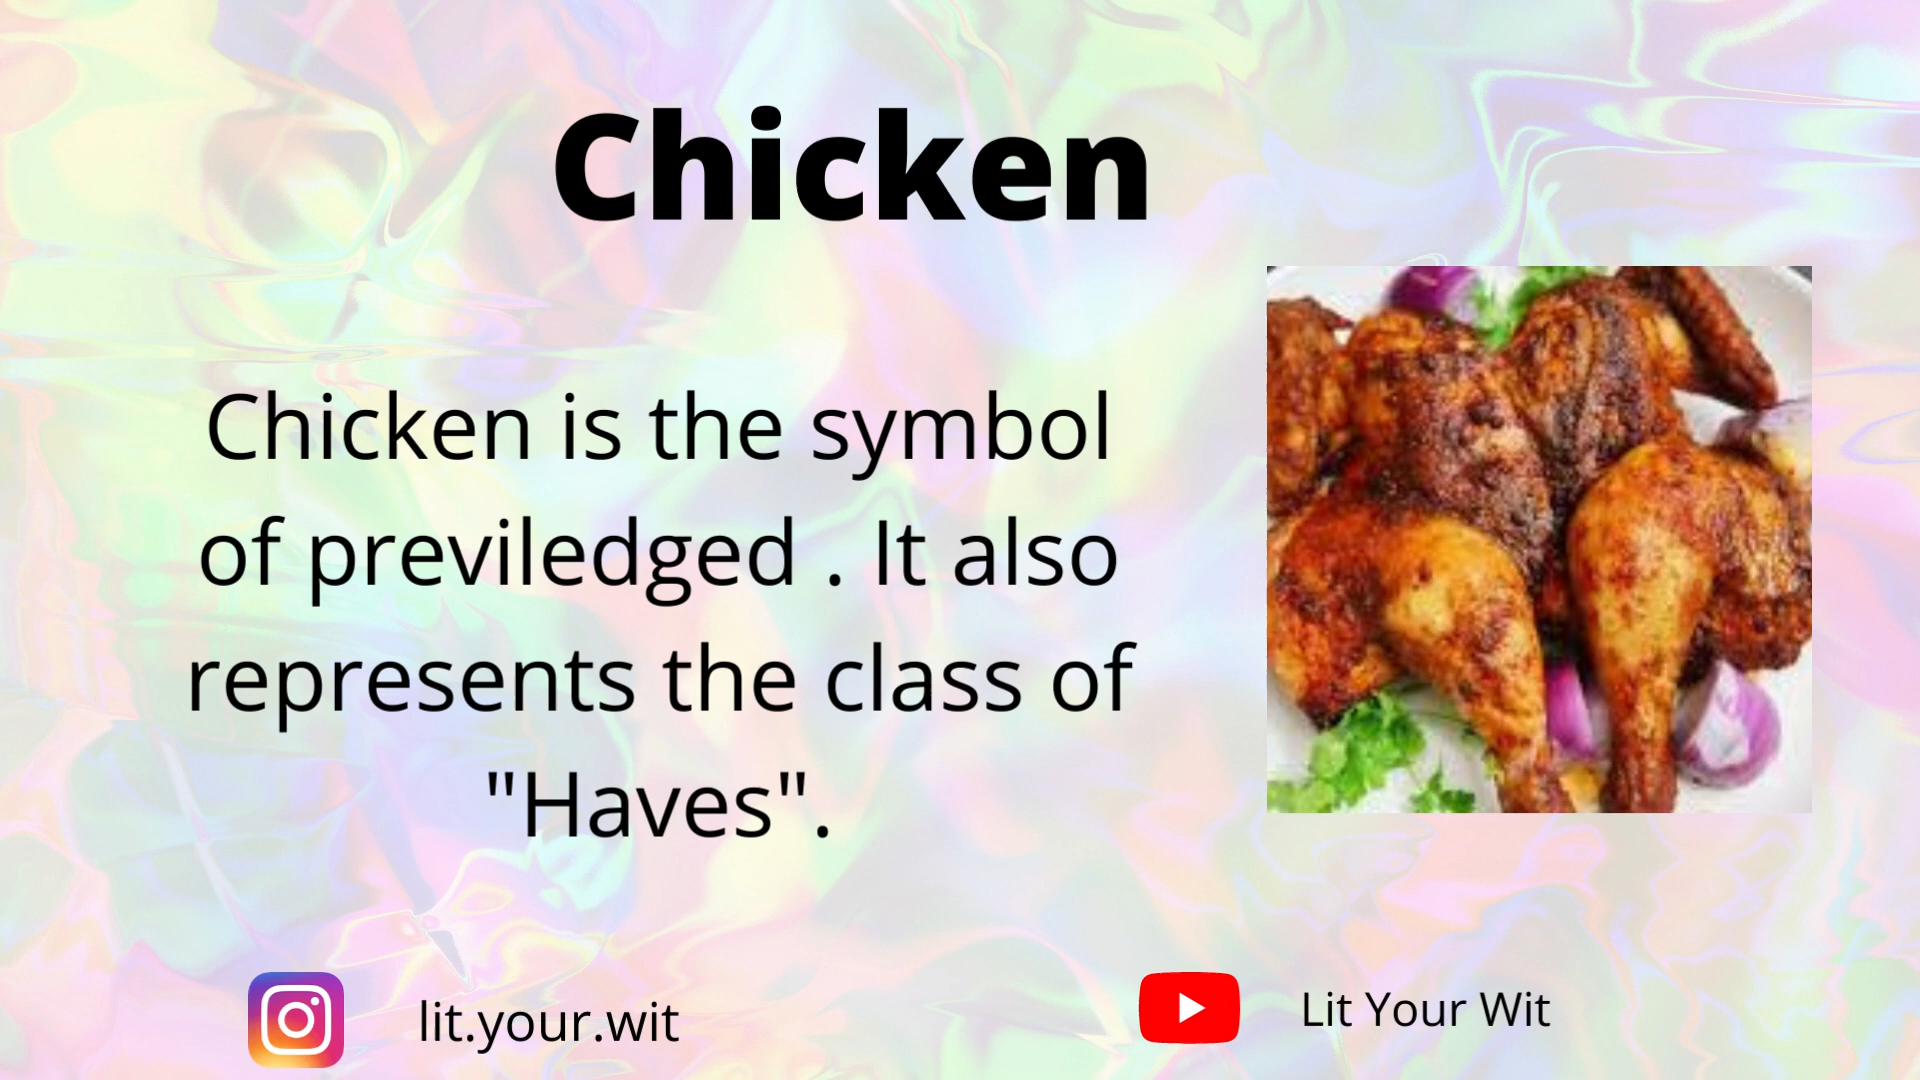 Chicken
Chicken is the symbol
of previledged . It also
represents the class of
"Haves".
lit.your.wit
Lit Your Wit